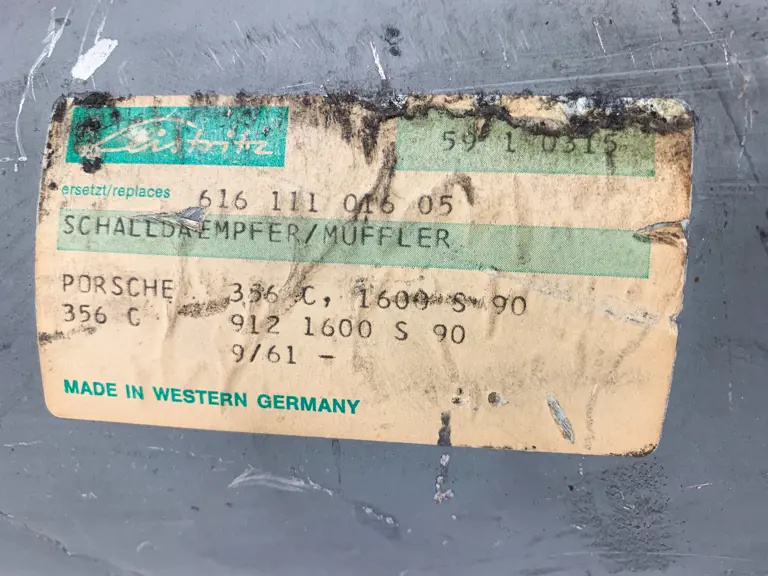 Leistritz
59 1 0315
ersetzt/replaces 616 111 016 05
SCHALLDAEMPFER/MUFFLER
PORSCHE 356 C, 1600 S 90
356 C 912 1600 S 90
9/61 -
MADE IN WESTERN GERMANY